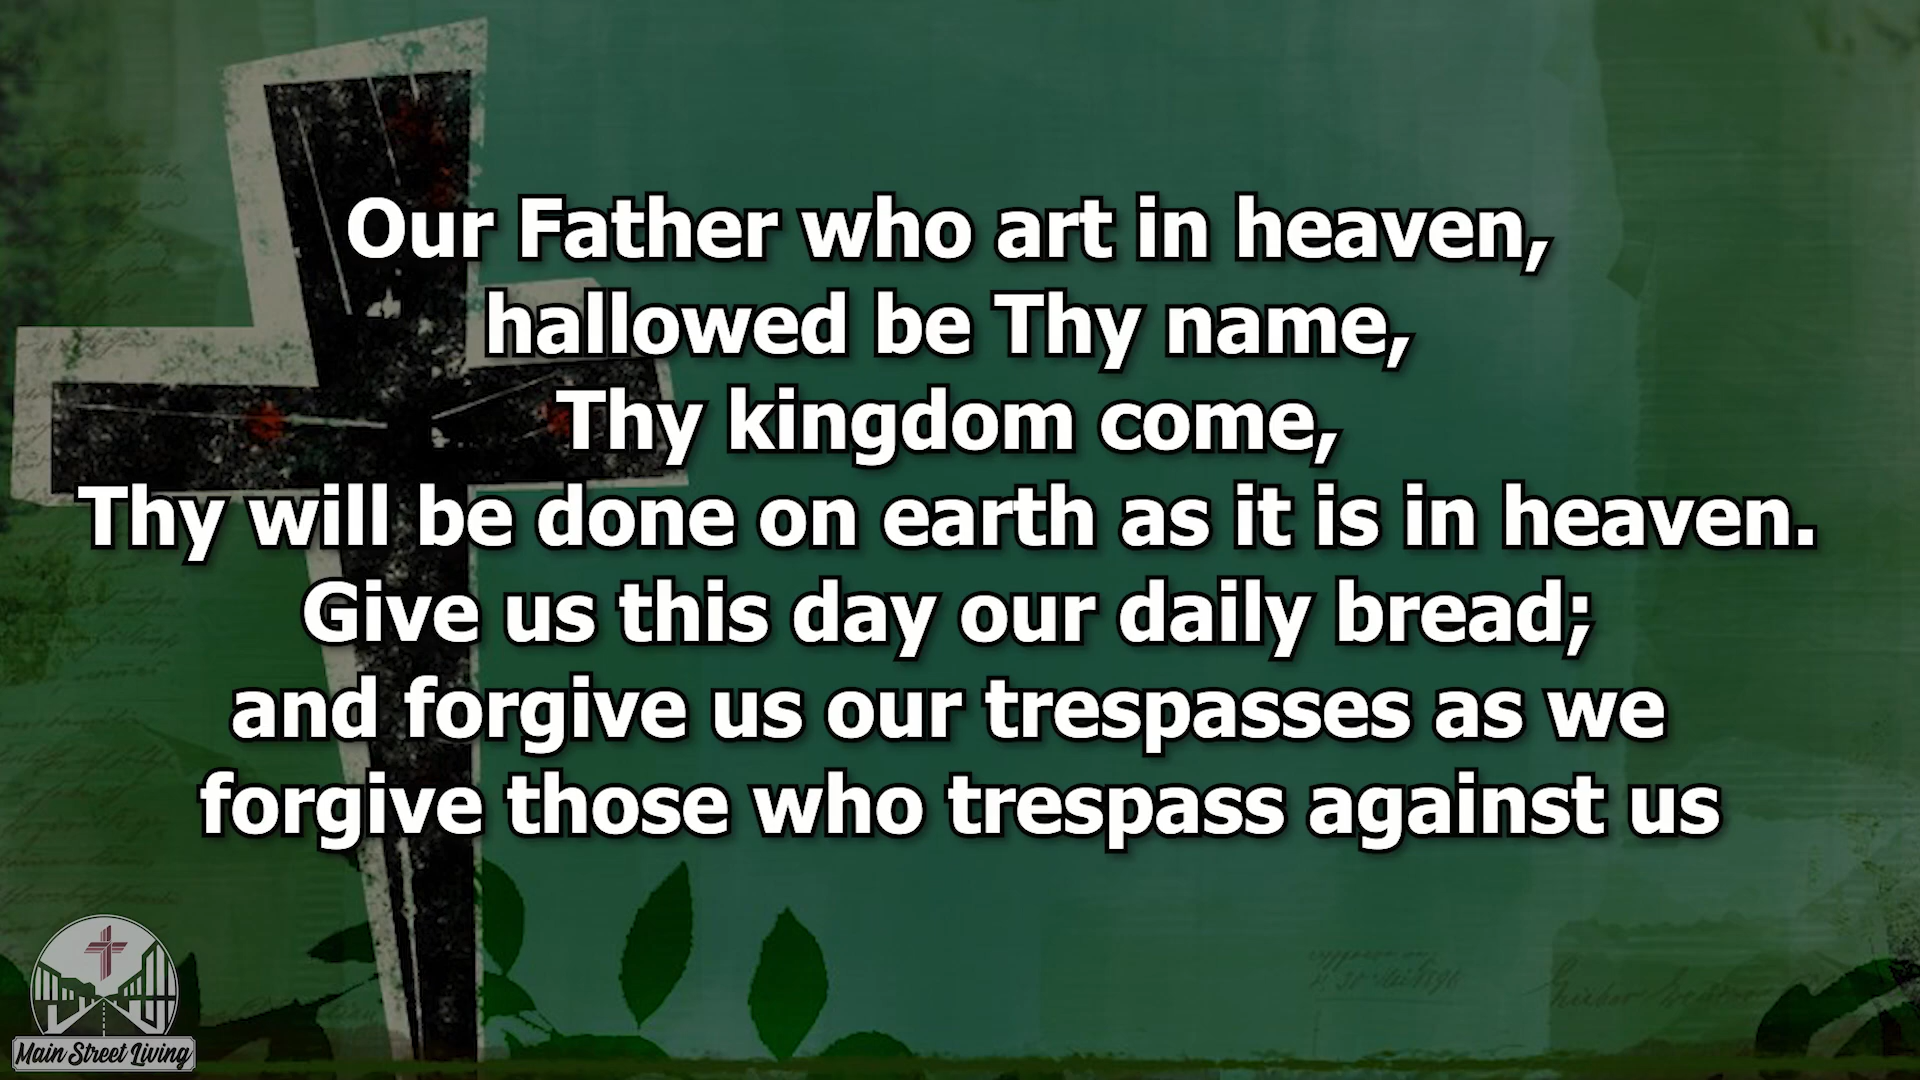 Our Father who art in heaven,
hallowed be Thy name,
Thy kingdom come,
Thy will be done on earth as it is in heaven.
Give us this day our daily bread;
and forgive us our trespasses as we
forgive those who trespass against us
Main Street Living